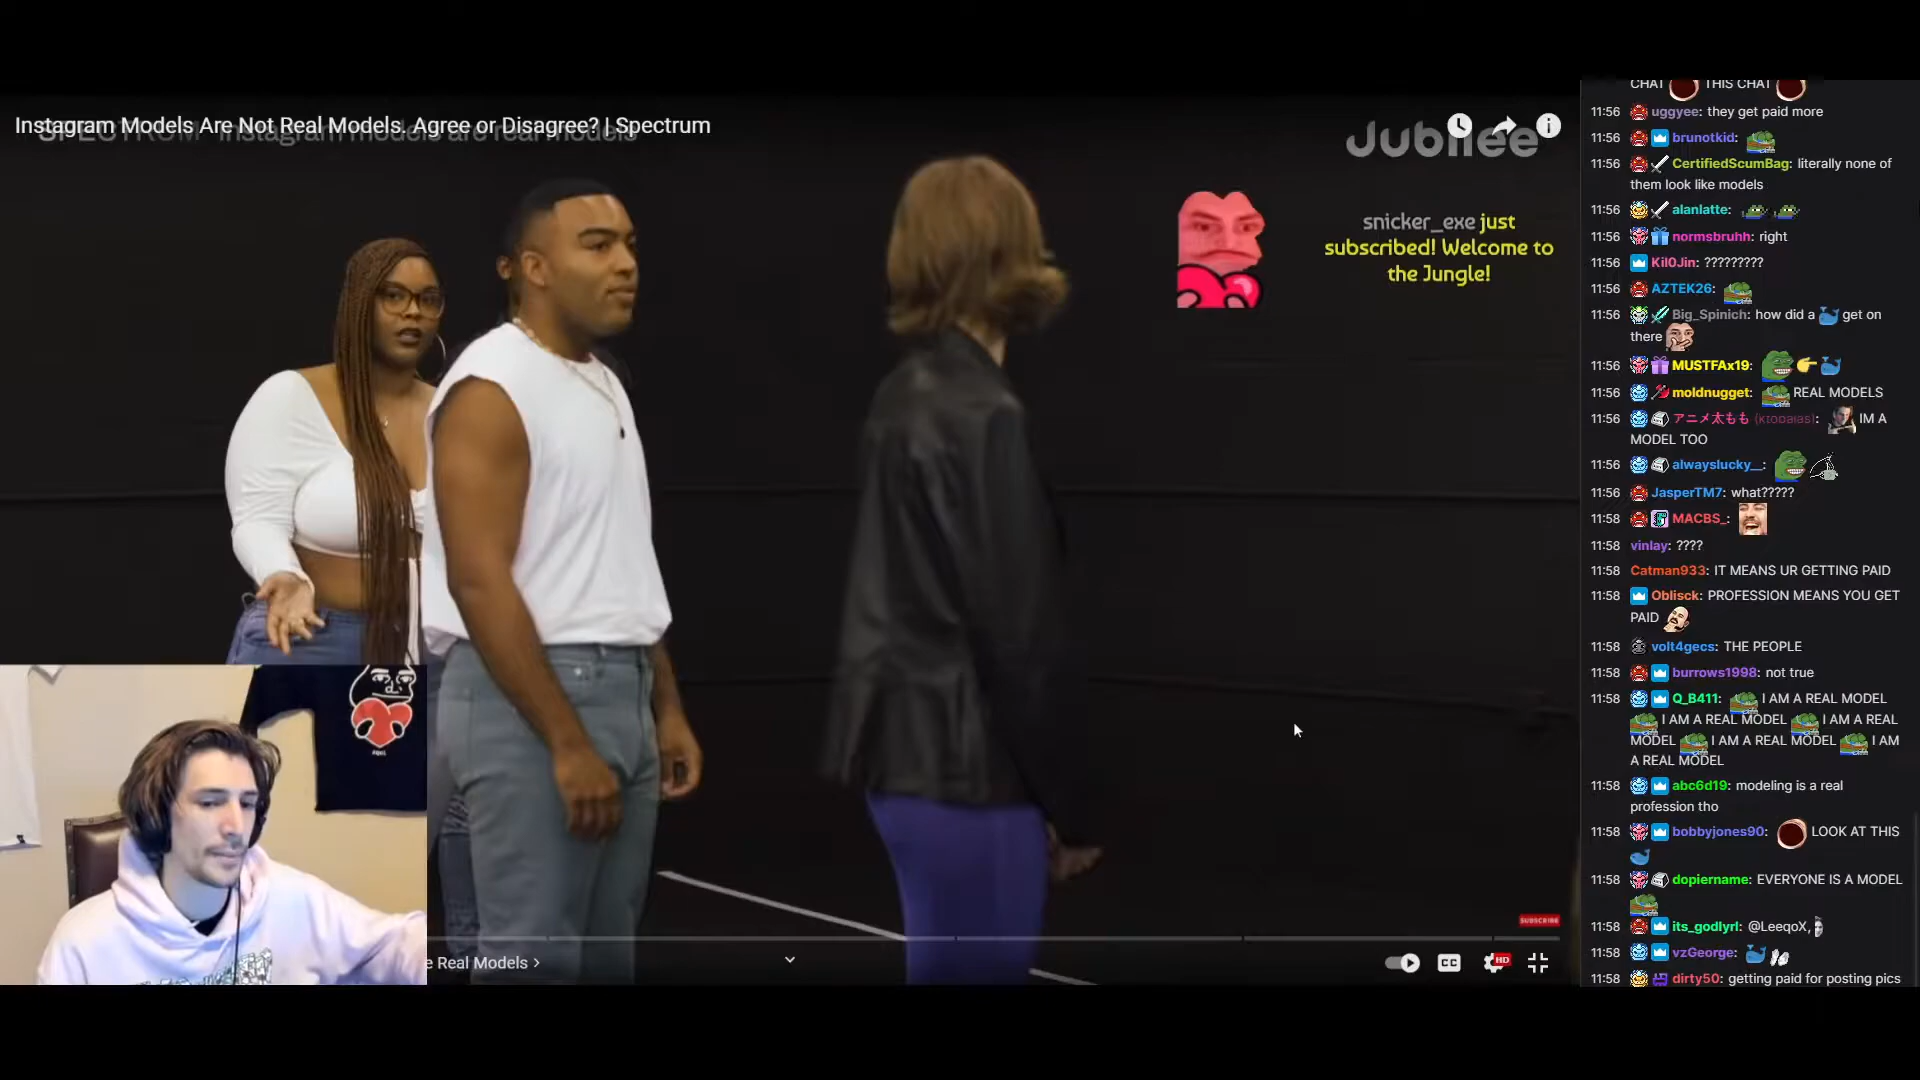 Instagram Models Are Not Real Models. Agree or Disagree? | Spectrum
Jubilee
snicker_exe just
subscribed! Welcome to
the Jungle!
SUBSCRIBE
e Real Models >
CC
HD
CHAT THIS CHAT
11:56 uggyee: they get paid more
11:56 brunotkid:
11:56 CertifiedScumBag: literally none of
them look like models
11:56 alanlatte:
11:56 normsbruhh: right
11:56 Kil0Jin: ?????????
11:56 AZTEK26:
11:56 Big_Spinich: how did a get on
there
11:56 MUSTFAx19:
11:56 moldnugget: REAL MODELS
11:56 アニメ太もも (ktobaias): IM A
MODEL TOO
11:56 alwayslucky__:
11:56 JasperTM7: what?????
11:58 MACBS_:
11:58 vinlay: ????
11:58 Catman933: IT MEANS UR GETTING PAID
11:58 Oblisck: PROFESSION MEANS YOU GET
PAID
11:58 volt4gecs: THE PEOPLE
11:58 burrows1998: not true
11:58 Q_B411: I AM A REAL MODEL
I AM A REAL MODEL I AM A REAL
MODEL I AM A REAL MODEL I AM
A REAL MODEL
11:58 abc6d19: modeling is a real
profession tho
11:58 bobbyjones90: LOOK AT THIS
11:58 dopiername: EVERYONE IS A MODEL
11:58 its_godlyrl: @LeeqoX,
11:58 vzGeorge:
11:58 dirty50: getting paid for posting pics